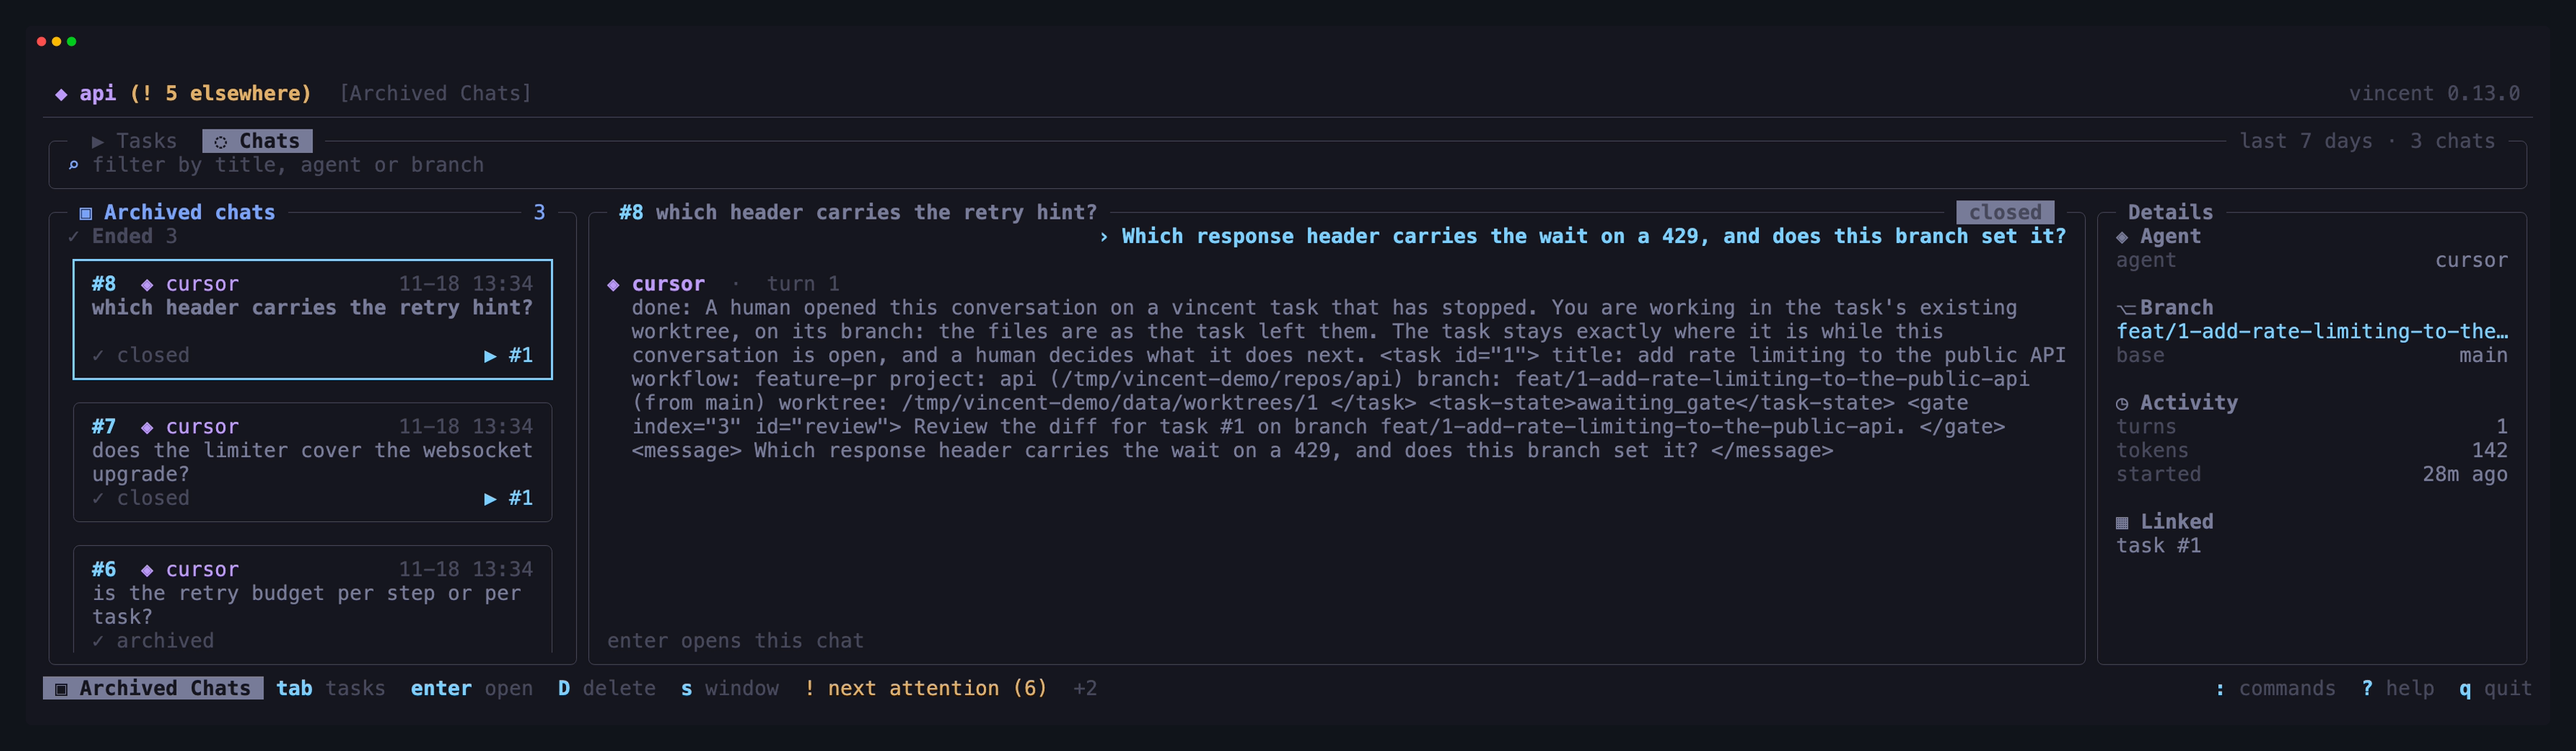 ◆ api (! 5 elsewhere) [Archived Chats] vincent 0.13.0
▶ Tasks ◌ Chats last 7 days · 3 chats
⌕ filter by title, agent or branch
▣ Archived chats 3
✓ Ended 3
#8 ◈ cursor 11-18 13:34
which header carries the retry hint?
✓ closed ▶ #1
#7 ◈ cursor 11-18 13:34
does the limiter cover the websocket
upgrade?
✓ closed ▶ #1
#6 ◈ cursor 11-18 13:34
is the retry budget per step or per
task?
✓ archived
#8 which header carries the retry hint? closed
› Which response header carries the wait on a 429, and does this branch set it?
◈ cursor · turn 1
done: A human opened this conversation on a vincent task that has stopped. You are working in the task's existing
worktree, on its branch: the files are as the task left them. The task stays exactly where it is while this
conversation is open, and a human decides what it does next. <task id="1"> title: add rate limiting to the public API
workflow: feature-pr project: api (/tmp/vincent-demo/repos/api) branch: feat/1-add-rate-limiting-to-the-public-api
(from main) worktree: /tmp/vincent-demo/data/worktrees/1 </task> <task-state>awaiting_gate</task-state> <gate
index="3" id="review"> Review the diff for task #1 on branch feat/1-add-rate-limiting-to-the-public-api. </gate>
<message> Which response header carries the wait on a 429, and does this branch set it? </message>
enter opens this chat
Details
◈ Agent
agent cursor
⌥ Branch
feat/1-add-rate-limiting-to-the…
base main
◷ Activity
turns 1
tokens 142
started 28m ago
▦ Linked
task #1
▣ Archived Chats tab tasks enter open D delete s window ! next attention (6) +2 : commands ? help q quit